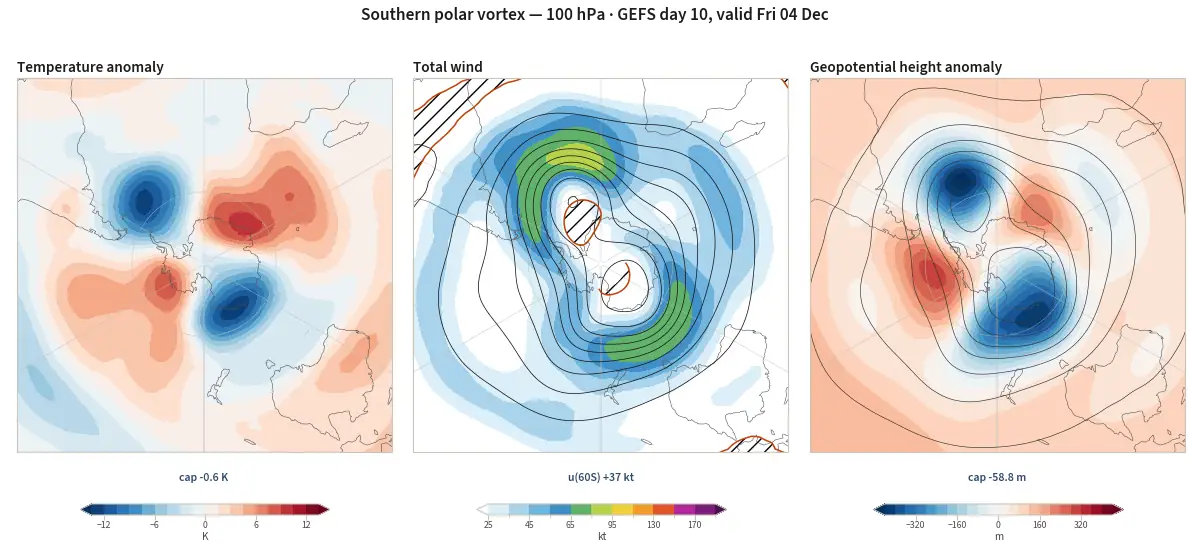 Southern polar vortex — 100 hPa · GEFS day 10, valid Fri 04 Dec
Temperature anomaly
Total wind
Geopotential height anomaly
cap -0.6 K
u(60S) +37 kt
cap -58.8 m
−12 −6 0 6 12
K
25 45 65 95 130 170
kt
−320 −160 0 160 320
m